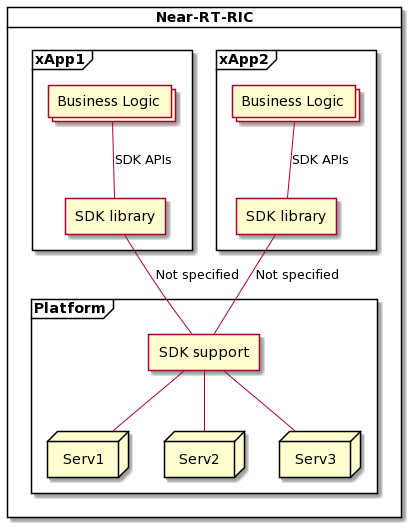 Near-RT-RIC
xApp1
xApp2
Business Logic
Business Logic
SDK APIs
SDK APIs
SDK library
SDK library
Not specified
Not specified
Platform
SDK support
Serv1
Serv2
Serv3